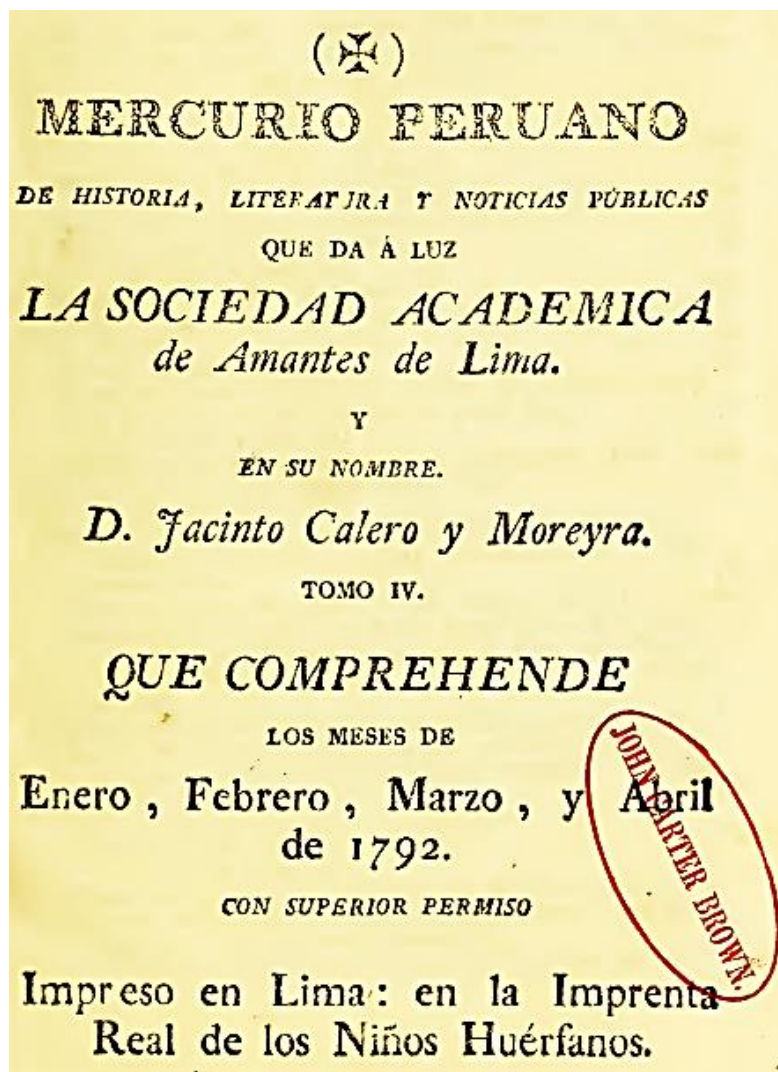 (✠)
MERCURIO PERUANO
DE HISTORIA, LITERATURA Y NOTICIAS PÚBLICAS
QUE DA Á LUZ
LA SOCIEDAD ACADEMICA
de Amantes de Lima.
Y
EN SU NOMBRE.
D. Jacinto Calero y Moreyra.
TOMO IV.
QUE COMPREHENDE
LOS MESES DE
Enero , Febrero , Marzo , y Abril
de 1792.
CON SUPERIOR PERMISO
JOHN CARTER BROWN.
Impreso en Lima : en la Imprenta
Real de los Niños Huérfanos.